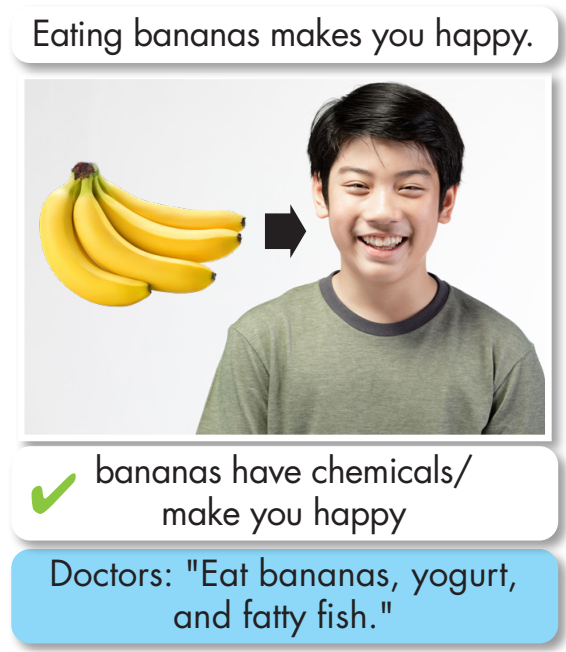 Eating bananas makes you happy.
bananas have chemicals/
make you happy
Doctors: "Eat bananas, yogurt,
and fatty fish."